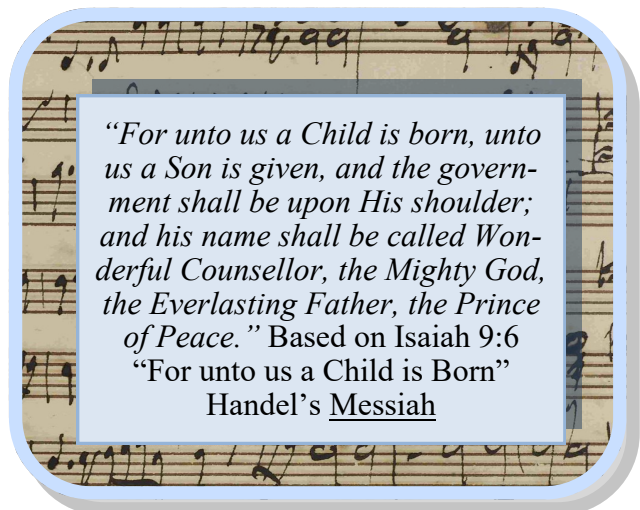 “For unto us a Child is born, unto
us a Son is given, and the govern-
ment shall be upon His shoulder;
and his name shall be called Won-
derful Counsellor, the Mighty God,
the Everlasting Father, the Prince
of Peace.” Based on Isaiah 9:6
“For unto us a Child is Born”
Handel’s Messiah